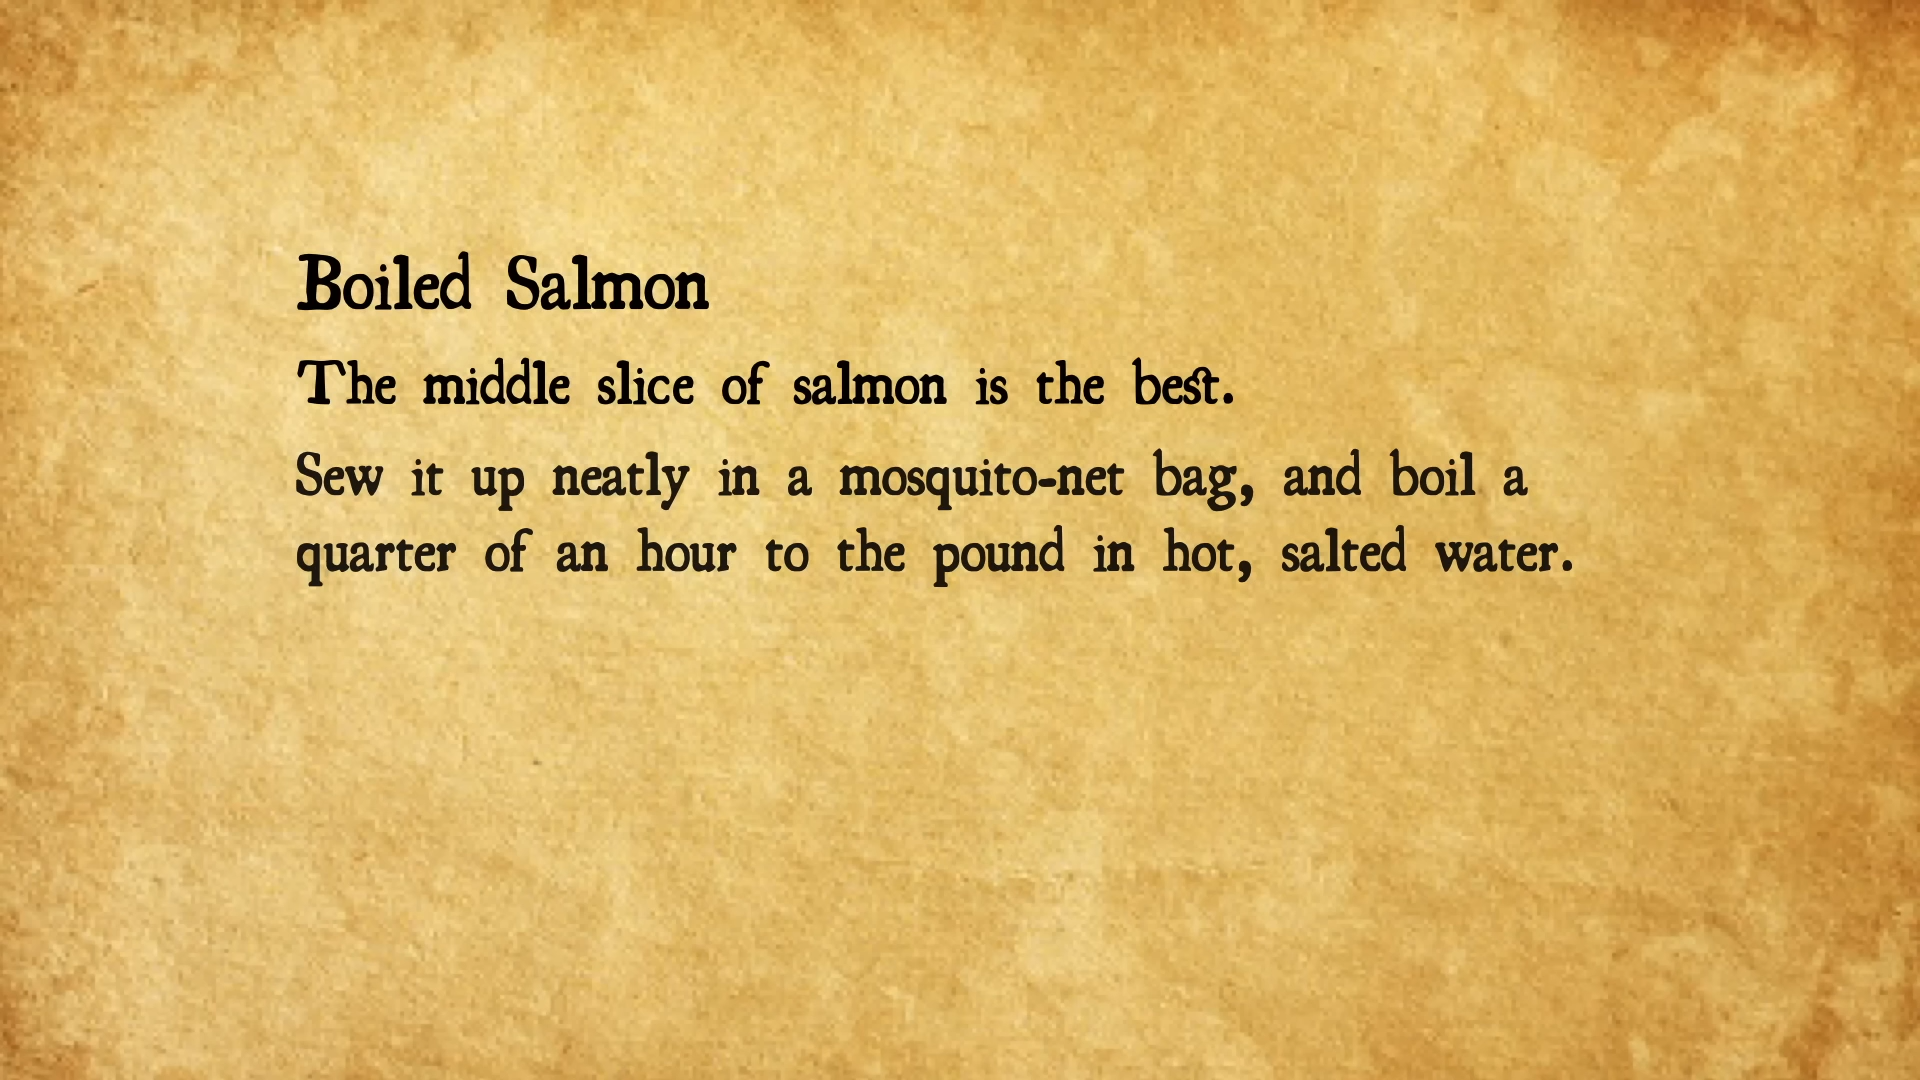 Boiled Salmon
The middle slice of salmon is the best.
Sew it up neatly in a mosquito-net bag, and boil a
quarter of an hour to the pound in hot, salted water.